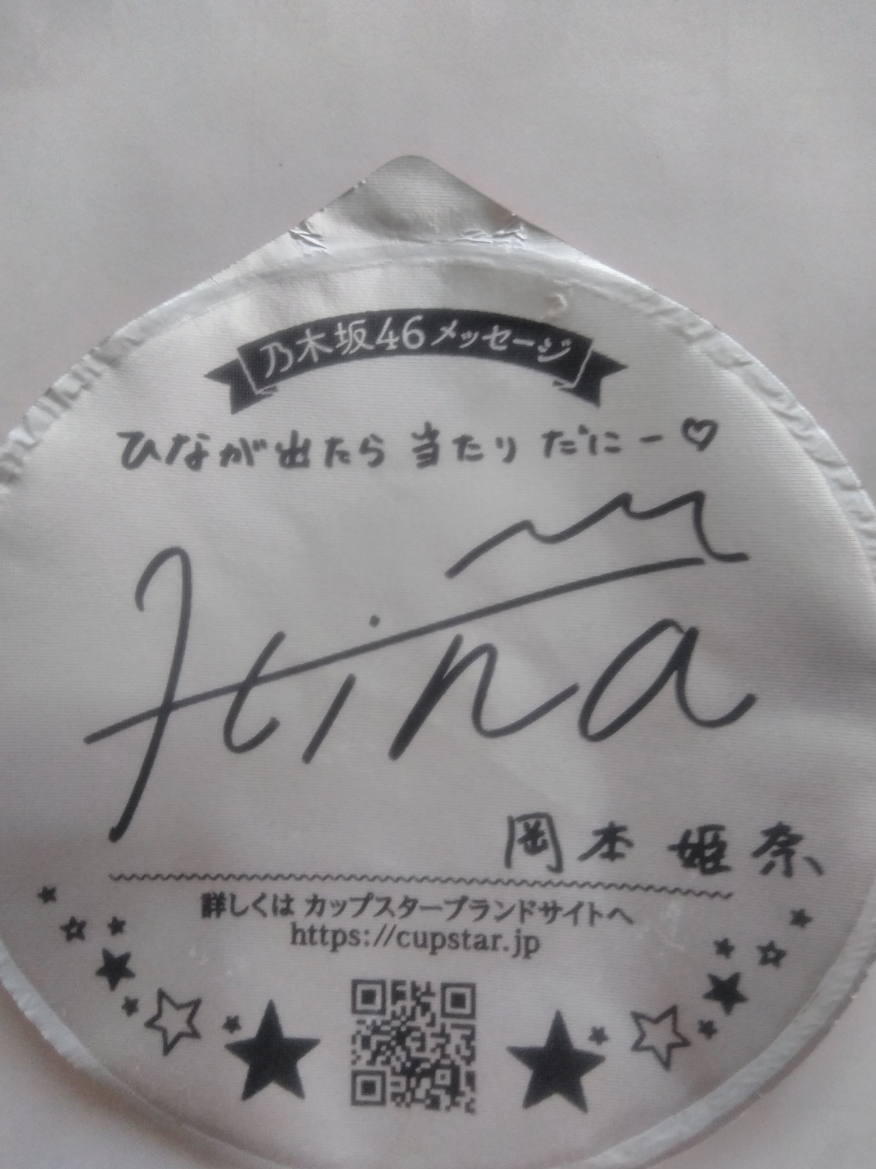 乃木坂46メッセージ
ひなが出たら当たりだにー♡
Hina
岡本姫奈
詳しくは カップスターブランドサイトへ
https://cupstar.jp